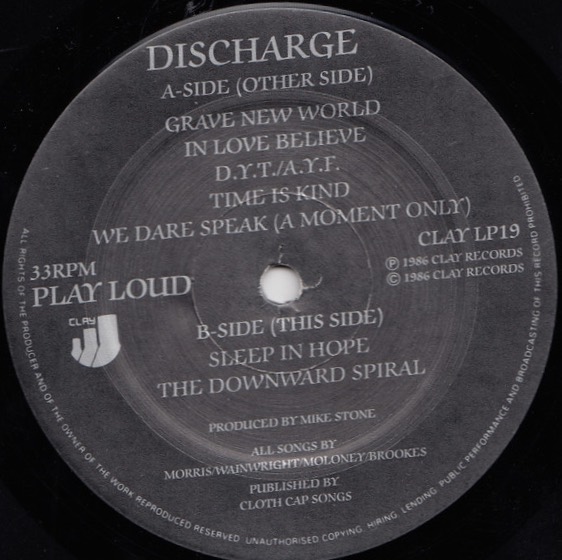 DISCHARGE
A-SIDE (OTHER SIDE)
GRAVE NEW WORLD
IN LOVE BELIEVE
D.Y.T./A.Y.F.
TIME IS KIND
WE DARE SPEAK (A MOMENT ONLY)
33RPM
PLAY LOUD
CLAY
CLAY LP19
℗ 1986 CLAY RECORDS
© 1986 CLAY RECORDS
B-SIDE (THIS SIDE)
SLEEP IN HOPE
THE DOWNWARD SPIRAL
PRODUCED BY MIKE STONE
ALL SONGS BY
MORRIS/WAINWRIGHT/MOLONEY/BROOKES
PUBLISHED BY
CLOTH CAP SONGS
ALL RIGHTS OF THE PRODUCER AND OF THE OWNER OF THE WORK REPRODUCED RESERVED. UNAUTHORISED COPYING, HIRING, LENDING, PUBLIC PERFORMANCE AND BROADCASTING OF THIS RECORD PROHIBITED